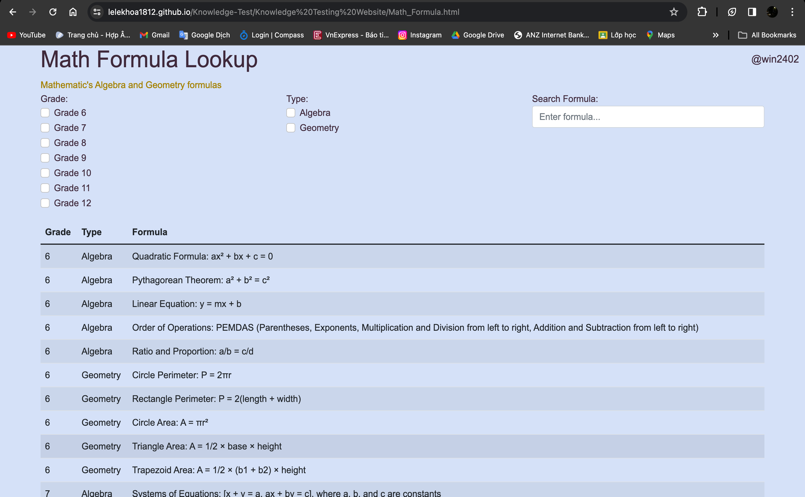 lelekhoa1812.github.io/Knowledge-Test/Knowledge%20Testing%20Website/Math_Formula.html
YouTube Trang chủ - Hợp Â... Gmail Google Dịch Login | Compass VnExpress - Báo ti... Instagram Google Drive ANZ Internet Bank... Lớp học Maps » All Bookmarks
Math Formula Lookup
@win2402
Mathematic's Algebra and Geometry formulas
Grade:
Grade 6
Grade 7
Grade 8
Grade 9
Grade 10
Grade 11
Grade 12
Type:
Algebra
Geometry
Search Formula:
Enter formula...
Grade Type Formula
6 Algebra Quadratic Formula: ax² + bx + c = 0
6 Algebra Pythagorean Theorem: a² + b² = c²
6 Algebra Linear Equation: y = mx + b
6 Algebra Order of Operations: PEMDAS (Parentheses, Exponents, Multiplication and Division from left to right, Addition and Subtraction from left to right)
6 Algebra Ratio and Proportion: a/b = c/d
6 Geometry Circle Perimeter: P = 2πr
6 Geometry Rectangle Perimeter: P = 2(length + width)
6 Geometry Circle Area: A = πr²
6 Geometry Triangle Area: A = 1/2 × base × height
6 Geometry Trapezoid Area: A = 1/2 × (b1 + b2) × height
7 Algebra Systems of Equations: {x + y = a, ax + by = c}, where a, b, and c are constants